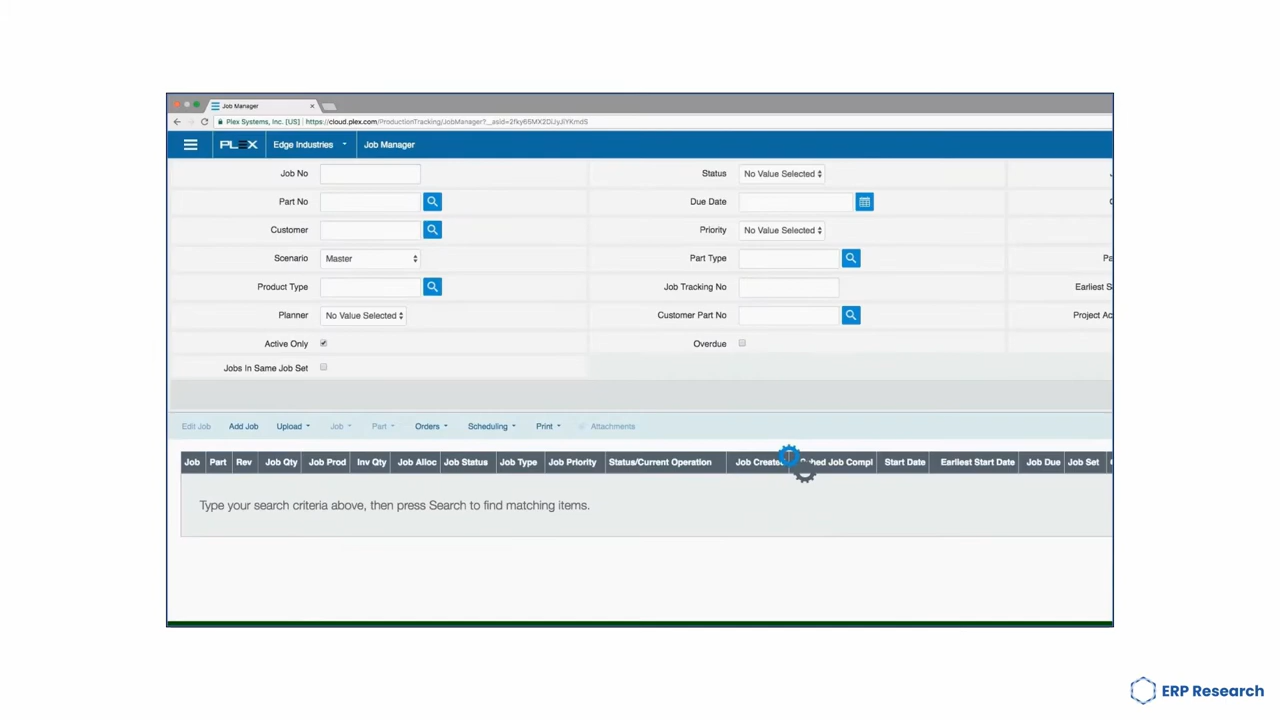 Job Manager
Plex Systems, Inc. [US] https://cloud.plex.com/ProductionTracking/JobManager?__asid=
PLEX Edge Industries Job Manager
Job No Status No Value Selected
Part No Due Date
Customer Priority No Value Selected
Scenario Master Part Type
Product Type Job Tracking No Earliest S
Planner No Value Selected Customer Part No Project Ac
Active Only Overdue
Jobs In Same Job Set
Edit Job Add Job Upload Job Part Orders Scheduling Print Attachments
Job Part Rev Job Qty Job Prod Inv Qty Job Alloc Job Status Job Type Job Priority Status/Current Operation Job Job Compl Start Date Earliest Start Date Job Due Job Set
Type your search criteria above, then press Search to find matching items.
ERP Research